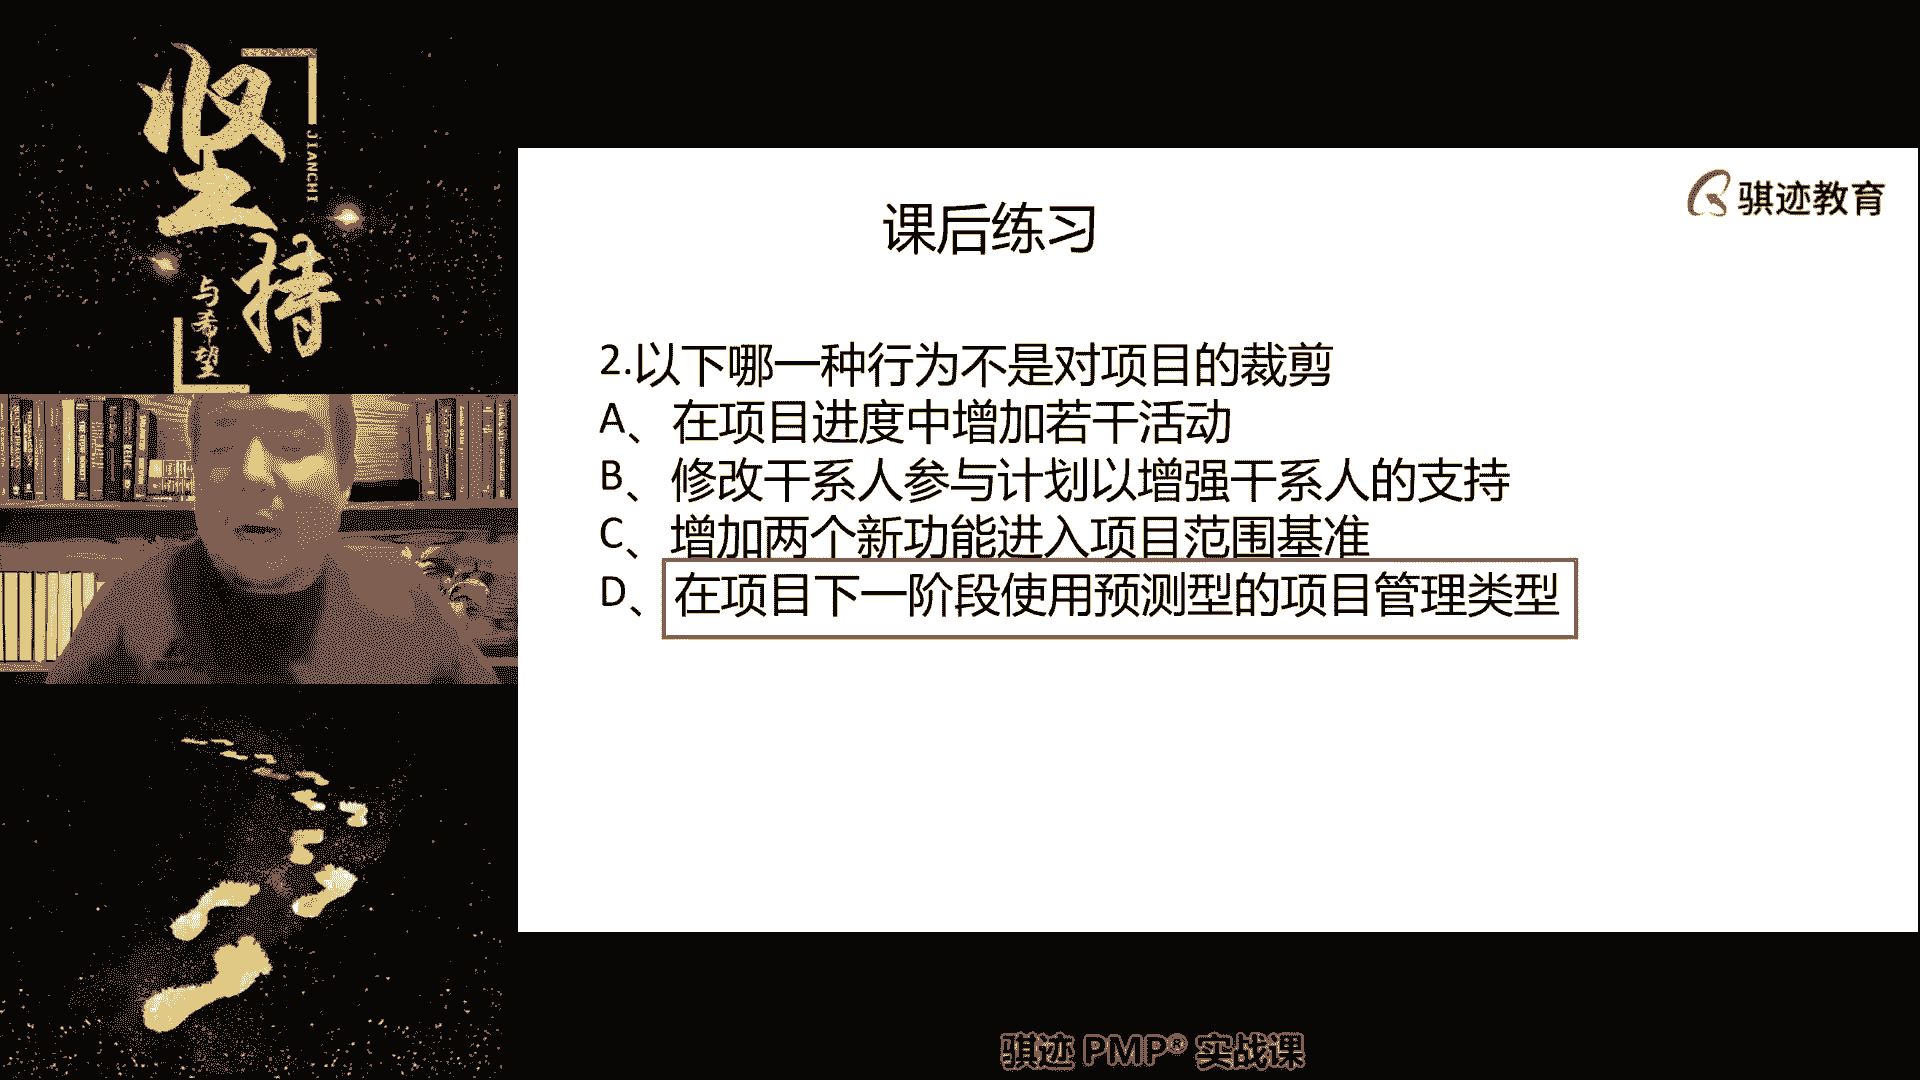 坚持
JIANCHI
与希望
骐迹教育
课后练习
2.以下哪一种行为不是对项目的裁剪
A、在项目进度中增加若干活动
B、修改干系人参与计划以增强干系人的支持
C、增加两个新功能进入项目范围基准
D、在项目下一阶段使用预测型的项目管理类型
骐迹 PMP® 实战课